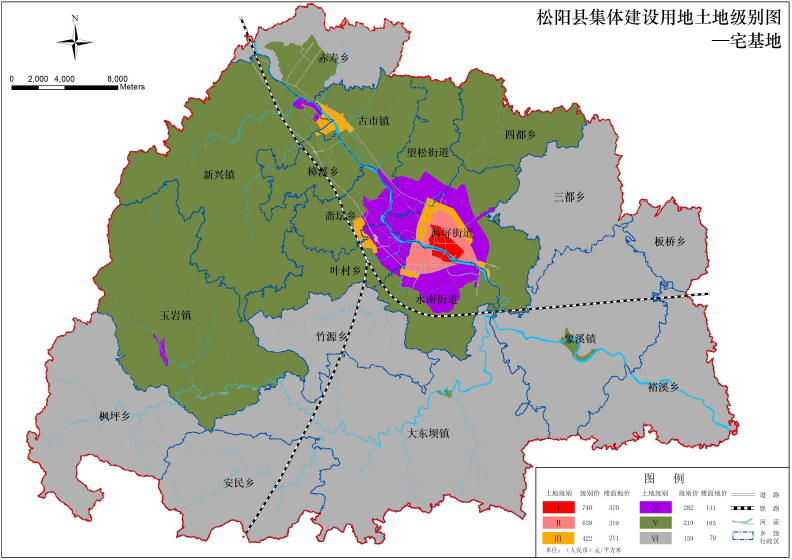 松阳县集体建设用地土地级别图
—宅基地
N
0 2,000 4,000 8,000
Meters
赤寿乡
古市镇
四都乡
望松街道
新兴镇
樟溪乡
三都乡
斋坛乡
西屏街道
板桥乡
叶村乡
水南街道
玉岩镇
竹源乡
象溪镇
裕溪乡
枫坪乡
大东坝镇
安民乡
图 例
土地级别 级别价 楼面地价 土地级别 级别价 楼面地价 道 路
I 740 370 IV 282 141 铁 路
II 638 319 V 210 105 河 流
III 422 211 VI 159 79 乡 级
行政区
单位：（人民币）元/平方米